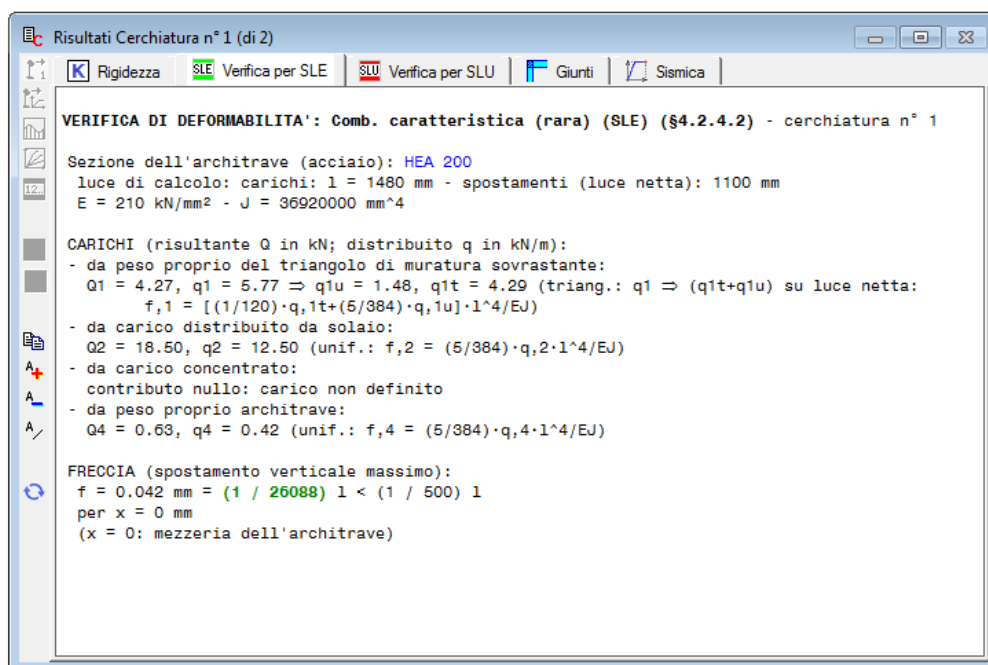 Risultati Cerchiatura n° 1 (di 2)
K Rigidezza SLE Verifica per SLE SLU Verifica per SLU Giunti Sismica
VERIFICA DI DEFORMABILITA': Comb. caratteristica (rara) (SLE) (§4.2.4.2) - cerchiatura n° 1
Sezione dell'architrave (acciaio): HEA 200
luce di calcolo: carichi: l = 1480 mm - spostamenti (luce netta): 1100 mm
E = 210 kN/mm² - J = 36920000 mm^4
CARICHI (risultante Q in kN; distribuito q in kN/m):
- da peso proprio del triangolo di muratura sovrastante:
Q1 = 4.27, q1 = 5.77 ⇒ q1u = 1.48, q1t = 4.29 (triang.: q1 ⇒ (q1t+q1u) su luce netta:
f,1 = [(1/120)·q,1t+(5/384)·q,1u]·l^4/EJ)
- da carico distribuito da solaio:
Q2 = 18.50, q2 = 12.50 (unif.: f,2 = (5/384)·q,2·l^4/EJ)
- da carico concentrato:
contributo nullo: carico non definito
- da peso proprio architrave:
Q4 = 0.63, q4 = 0.42 (unif.: f,4 = (5/384)·q,4·l^4/EJ)
FRECCIA (spostamento verticale massimo):
f = 0.042 mm = (1 / 26088) l < (1 / 500) l
per x = 0 mm
(x = 0: mezzeria dell'architrave)